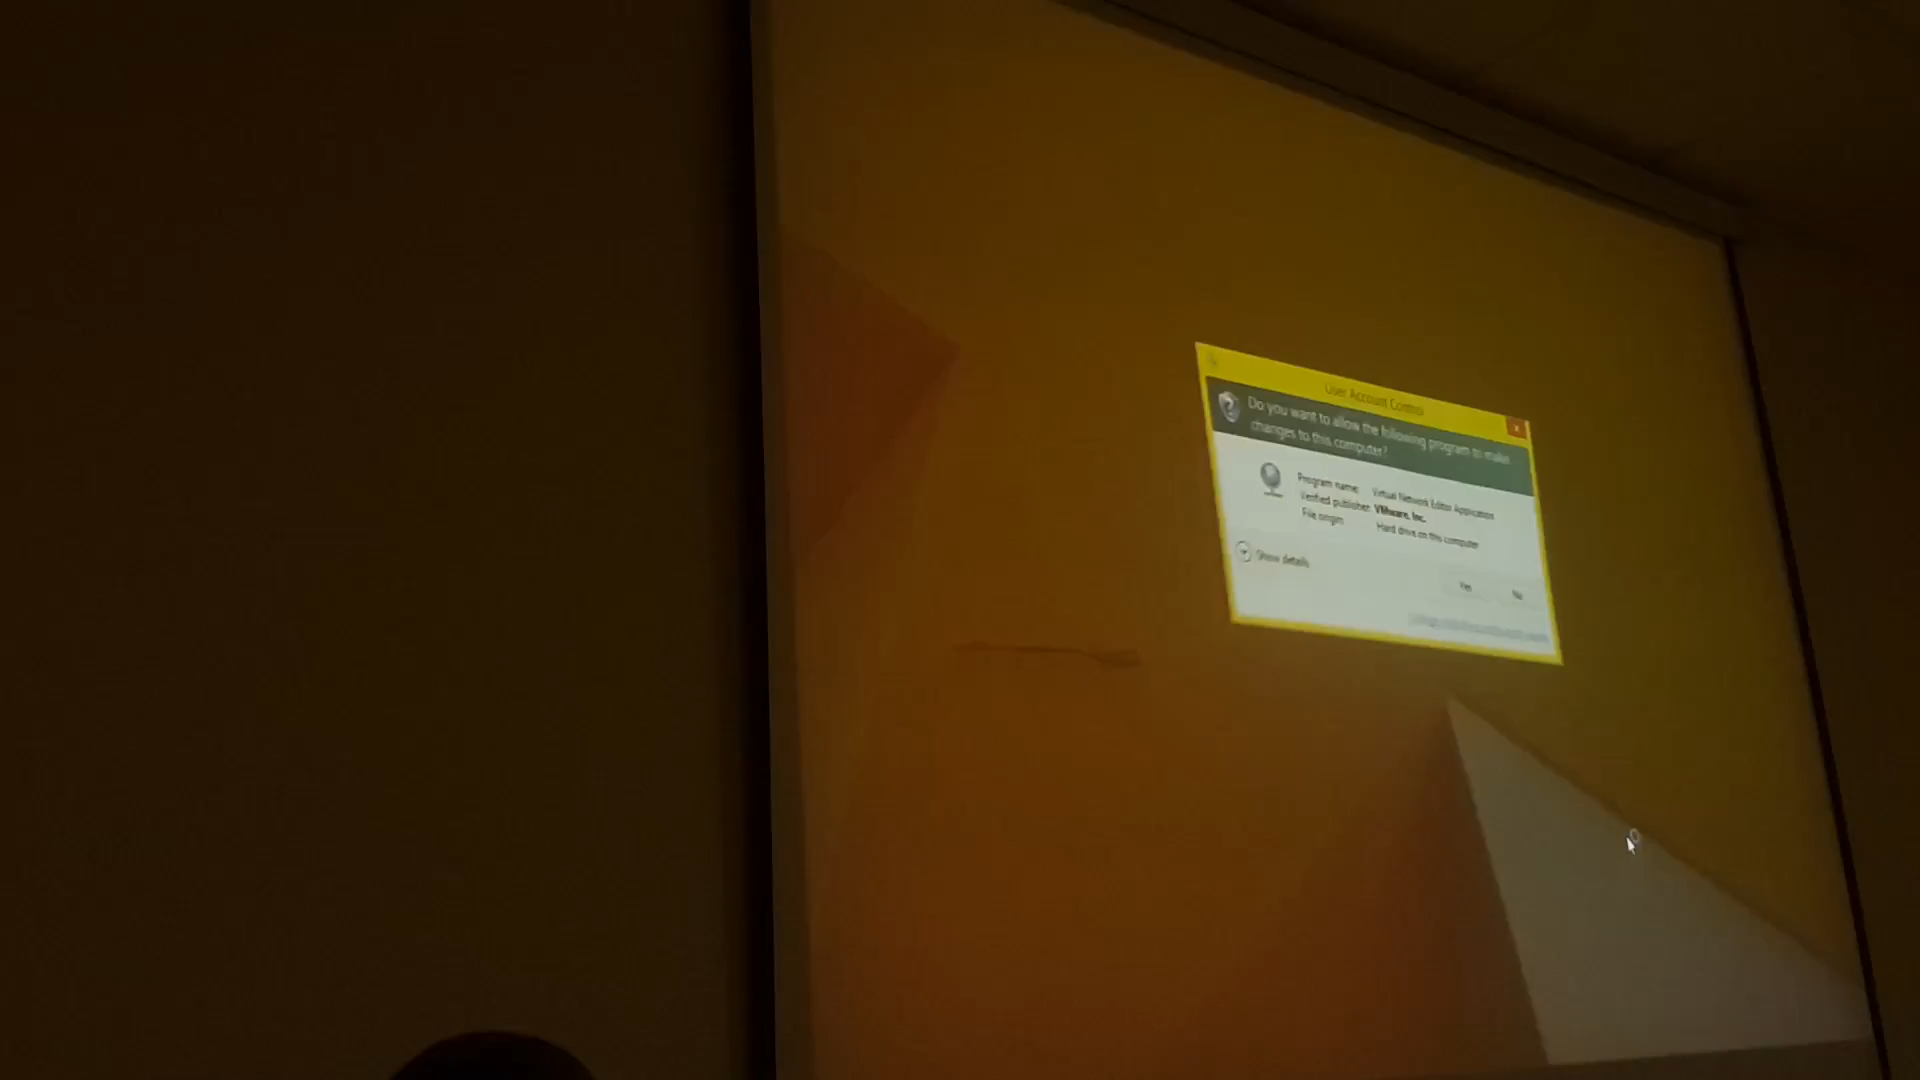 User Account Control
Do you want to allow the following program to make
changes to this computer?
Program name: Virtual Network Editor Application
Verified publisher: VMware, Inc.
File origin: Hard drive on this computer
Show details
Yes No